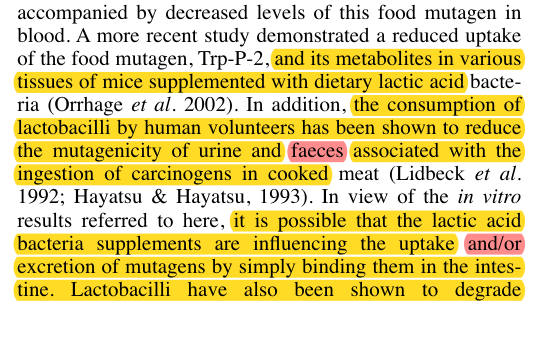 accompanied by decreased levels of this food mutagen in
blood. A more recent study demonstrated a reduced uptake
of the food mutagen, Trp-P-2, and its metabolites in various
tissues of mice supplemented with dietary lactic acid bacte-
ria (Orrhage et al. 2002). In addition, the consumption of
lactobacilli by human volunteers has been shown to reduce
the mutagenicity of urine and faeces associated with the
ingestion of carcinogens in cooked meat (Lidbeck et al.
1992; Hayatsu & Hayatsu, 1993). In view of the in vitro
results referred to here, it is possible that the lactic acid
bacteria supplements are influencing the uptake and/or
excretion of mutagens by simply binding them in the intes-
tine. Lactobacilli have also been shown to degrade